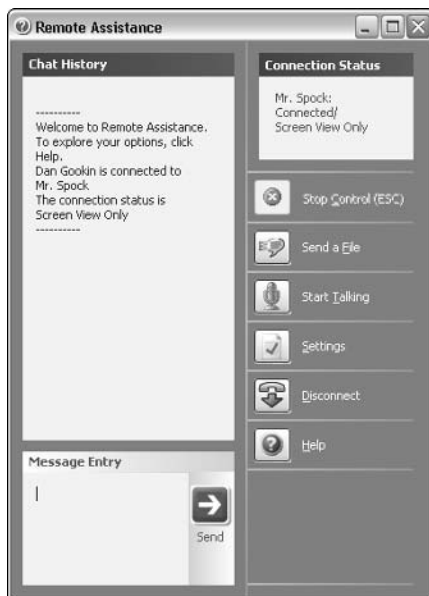 Remote Assistance
Chat History
----------
Welcome to Remote Assistance.
To explore your options, click
Help.
Dan Gookin is connected to
Mr. Spock
The connection status is
Screen View Only
----------
Message Entry
Send
Connection Status
Mr. Spock:
Connected/
Screen View Only
Stop Control (ESC)
Send a File
Start Talking
Settings
Disconnect
Help